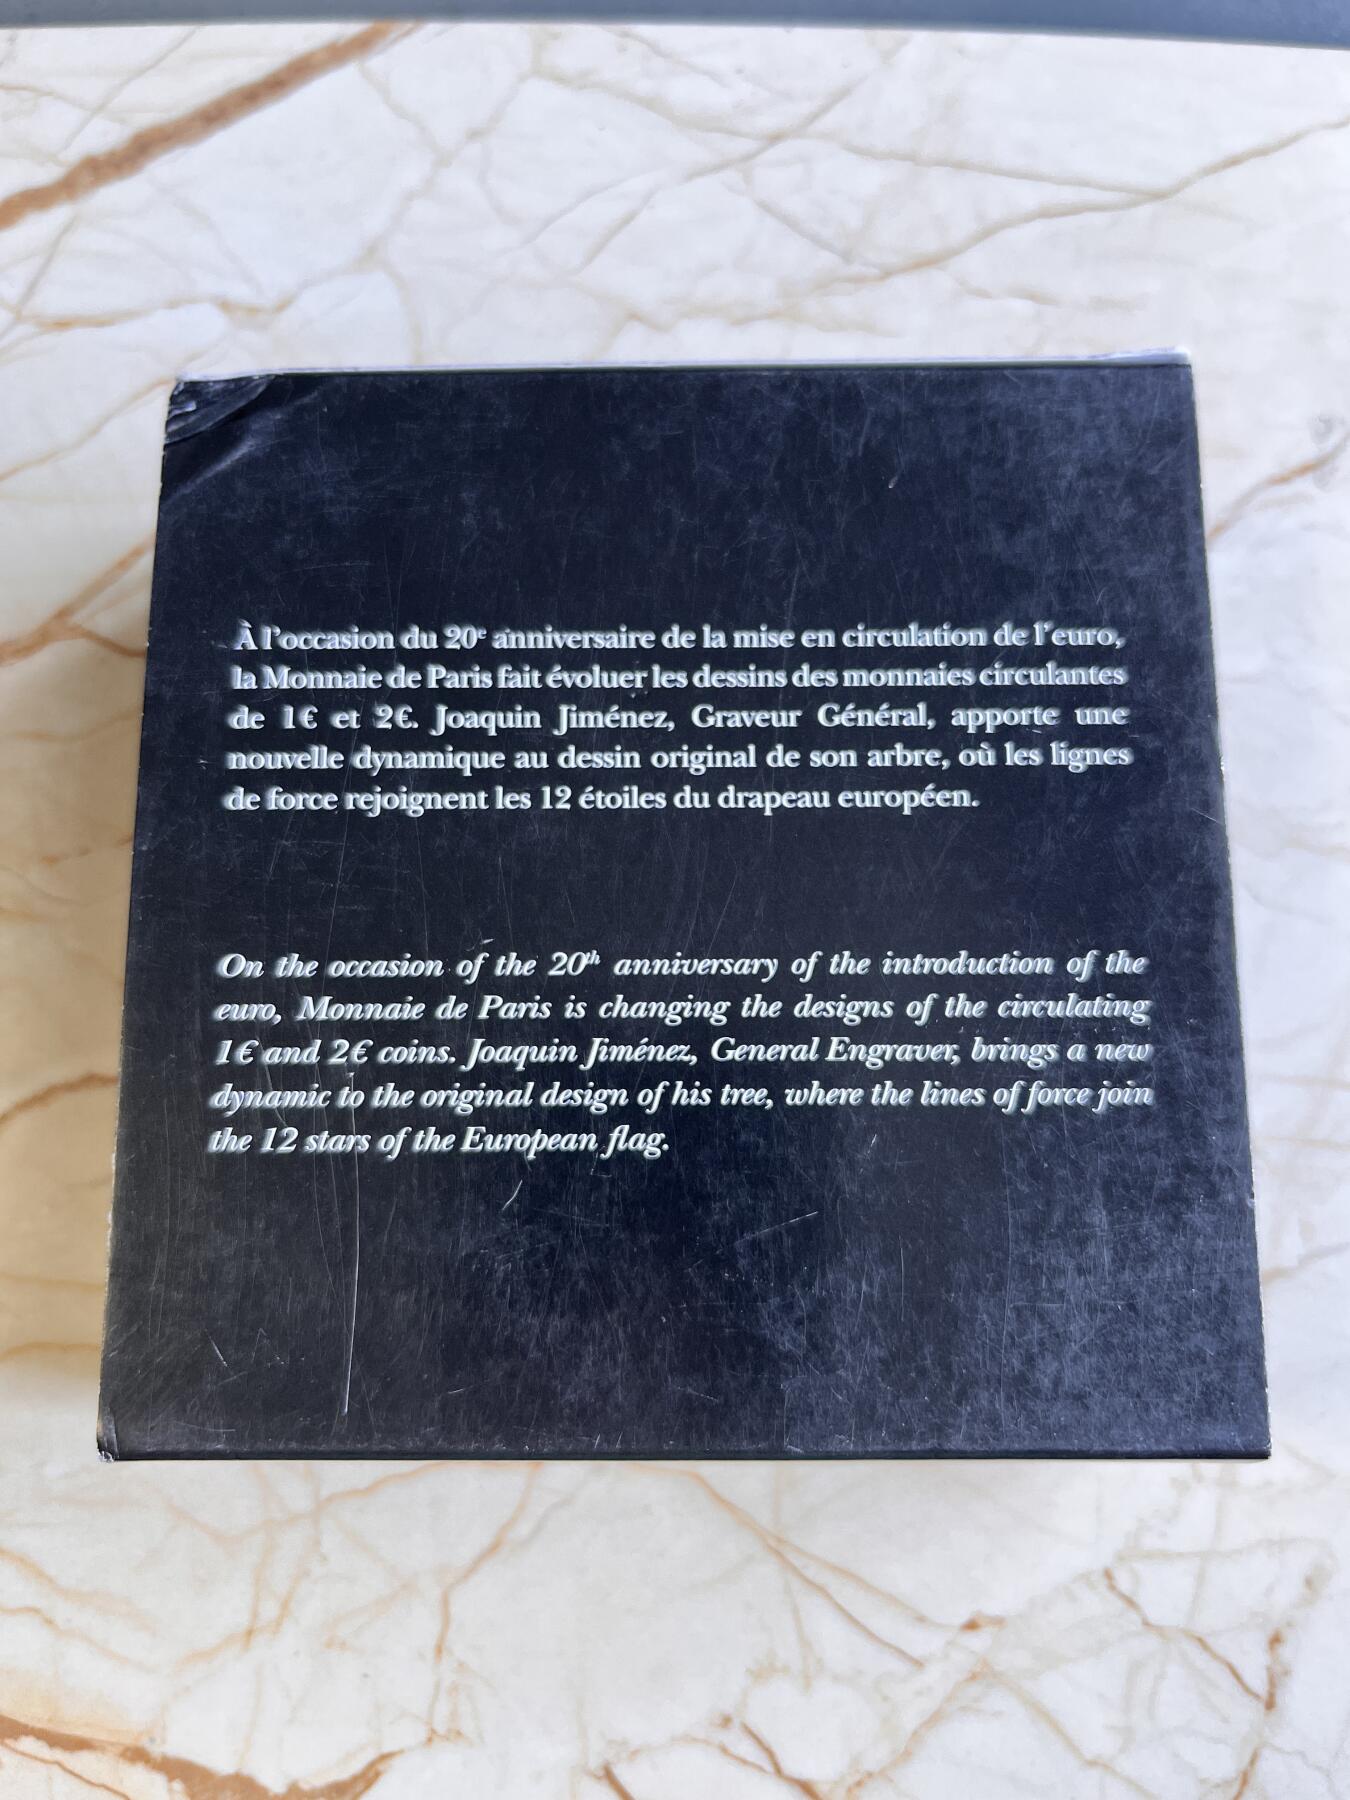 À l'occasion du 20e anniversaire de la mise en circulation de l'euro,
la Monnaie de Paris fait évoluer les dessins des monnaies circulantes
de 1€ et 2€. Joaquin Jiménez, Graveur Général, apporte une
nouvelle dynamique au dessin original de son arbre, où les lignes
de force rejoignent les 12 étoiles du drapeau européen.
On the occasion of the 20th anniversary of the introduction of the
euro, Monnaie de Paris is changing the designs of the circulating
1€ and 2€ coins. Joaquin Jiménez, General Engraver, brings a new
dynamic to the original design of his tree, where the lines of force join
the 12 stars of the European flag.